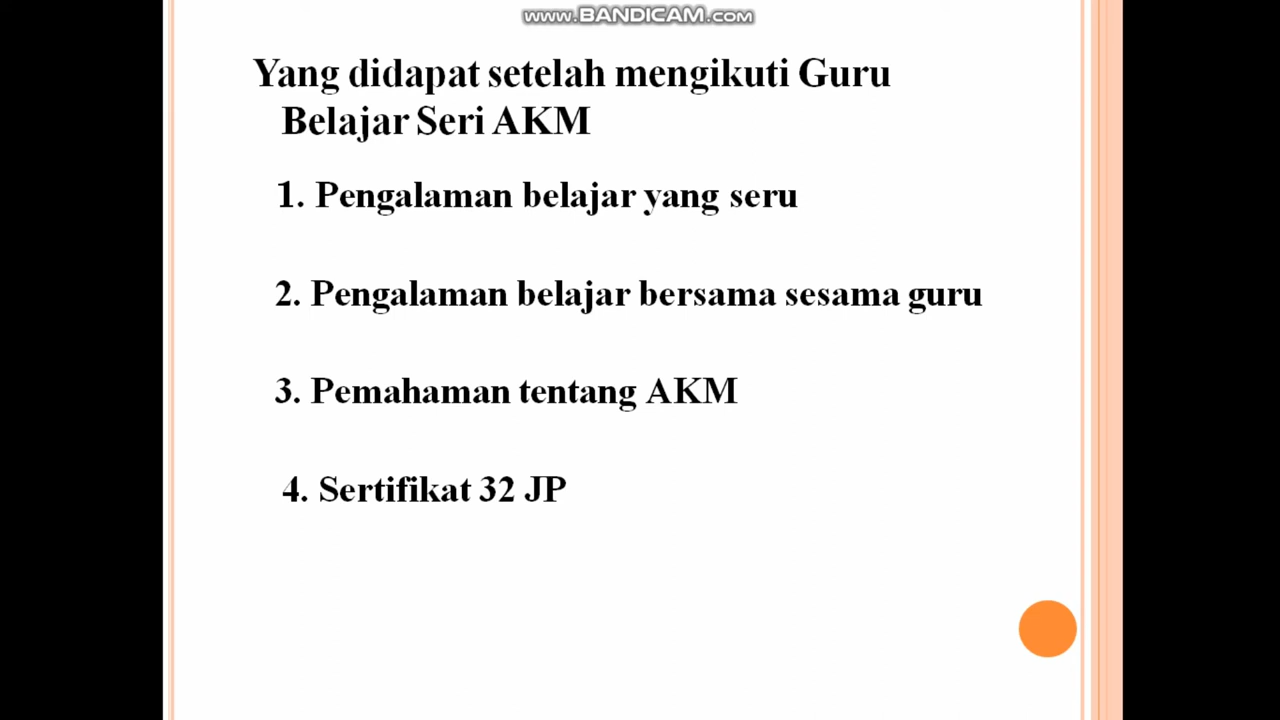 www.BANDICAM.com
Yang didapat setelah mengikuti Guru
Belajar Seri AKM
1. Pengalaman belajar yang seru
2. Pengalaman belajar bersama sesama guru
3. Pemahaman tentang AKM
4. Sertifikat 32 JP